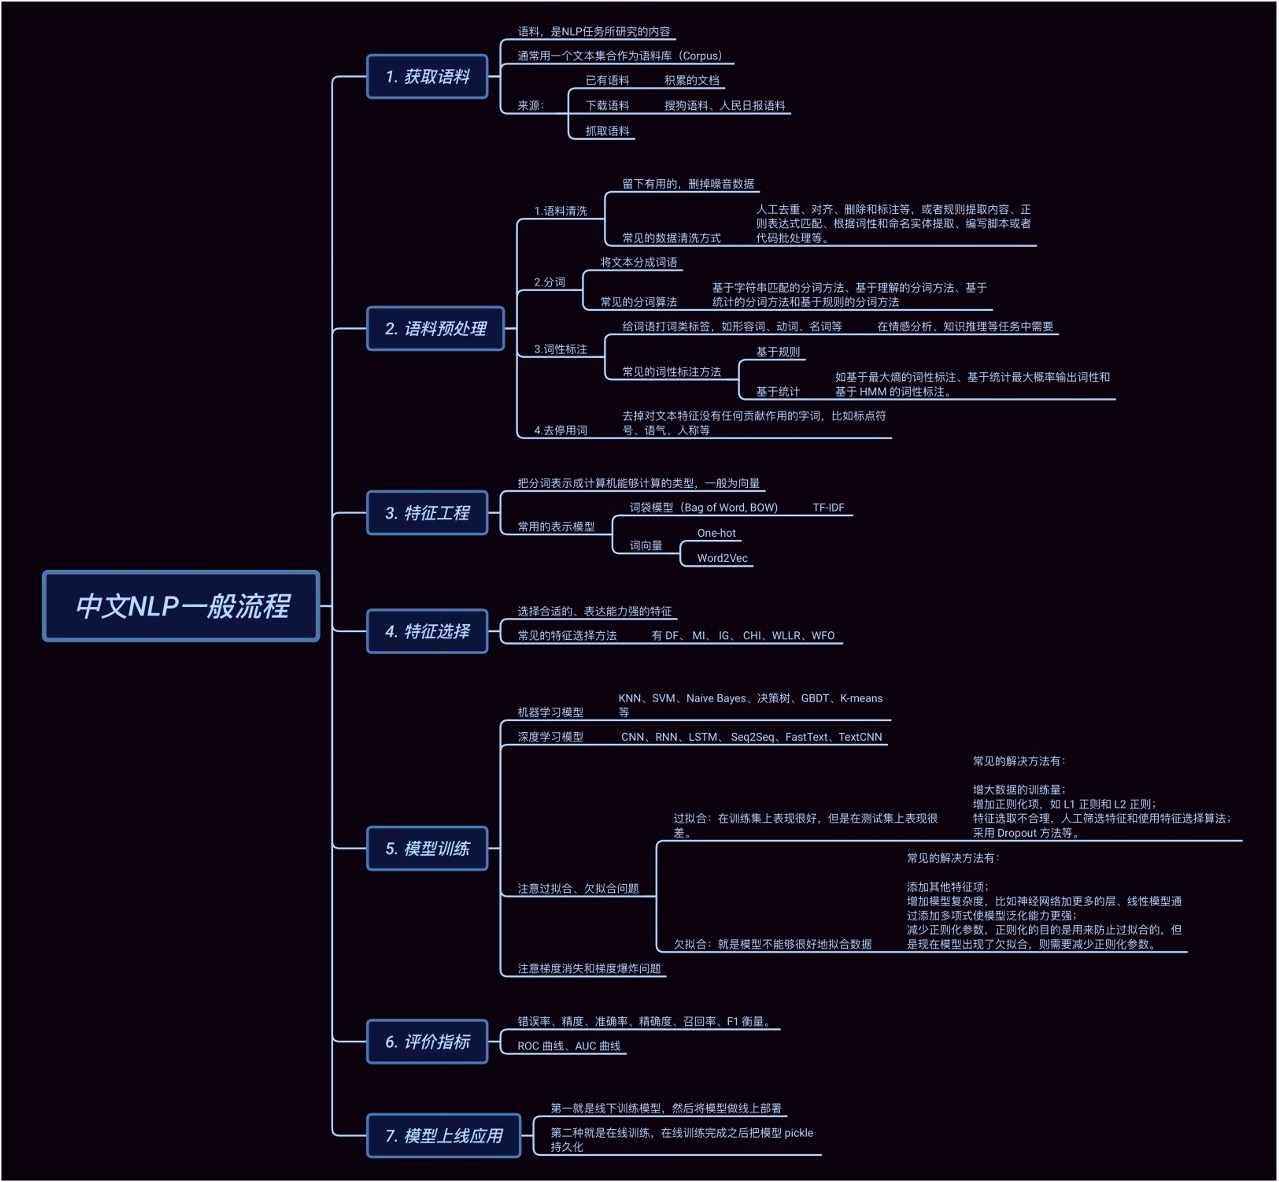 中文NLP一般流程
1. 获取语料
语料，是NLP任务所研究的内容
通常用一个文本集合作为语料库（Corpus）
来源：
已有语料
积累的文档
下载语料
搜狗语料、人民日报语料
抓取语料
2. 语料预处理
1.语料清洗
留下有用的，删掉噪音数据
常见的数据清洗方式
人工去重、对齐、删除和标注等，或者规则提取内容、正
则表达式匹配、根据词性和命名实体提取、编写脚本或者
代码批处理等。
2.分词
将文本分成词语
常见的分词算法
基于字符串匹配的分词方法、基于理解的分词方法、基于
统计的分词方法和基于规则的分词方法
3.词性标注
给词语打词类标签，如形容词、动词、名词等
在情感分析、知识推理等任务中需要
常见的词性标注方法
基于规则
基于统计
如基于最大熵的词性标注、基于统计最大概率输出词性和
基于 HMM 的词性标注。
4.去停用词
去掉对文本特征没有任何贡献作用的字词，比如标点符
号、语气、人称等
3. 特征工程
把分词表示成计算机能够计算的类型，一般为向量
常用的表示模型
词袋模型（Bag of Word, BOW)
TF-IDF
词向量
One-hot
Word2Vec
4. 特征选择
选择合适的、表达能力强的特征
常见的特征选择方法
有 DF、 MI、 IG、 CHI、WLLR、WFO
5. 模型训练
机器学习模型
KNN、SVM、Naive Bayes、决策树、GBDT、K-means
等
深度学习模型
CNN、RNN、LSTM、 Seq2Seq、FastText、TextCNN
注意过拟合、欠拟合问题
过拟合：在训练集上表现很好，但是在测试集上表现很
差。
常见的解决方法有：
增大数据的训练量；
增加正则化项，如 L1 正则和 L2 正则；
特征选取不合理，人工筛选特征和使用特征选择算法；
采用 Dropout 方法等。
欠拟合：就是模型不能够很好地拟合数据
常见的解决方法有：
添加其他特征项；
增加模型复杂度，比如神经网络加更多的层、线性模型通
过添加多项式使模型泛化能力更强；
减少正则化参数，正则化的目的是用来防止过拟合的，但
是现在模型出现了欠拟合，则需要减少正则化参数。
注意梯度消失和梯度爆炸问题
6. 评价指标
错误率、精度、准确率、精确度、召回率、F1 衡量。
ROC 曲线、AUC 曲线
7. 模型上线应用
第一就是线下训练模型，然后将模型做线上部署
第二种就是在线训练，在线训练完成之后把模型 pickle
持久化